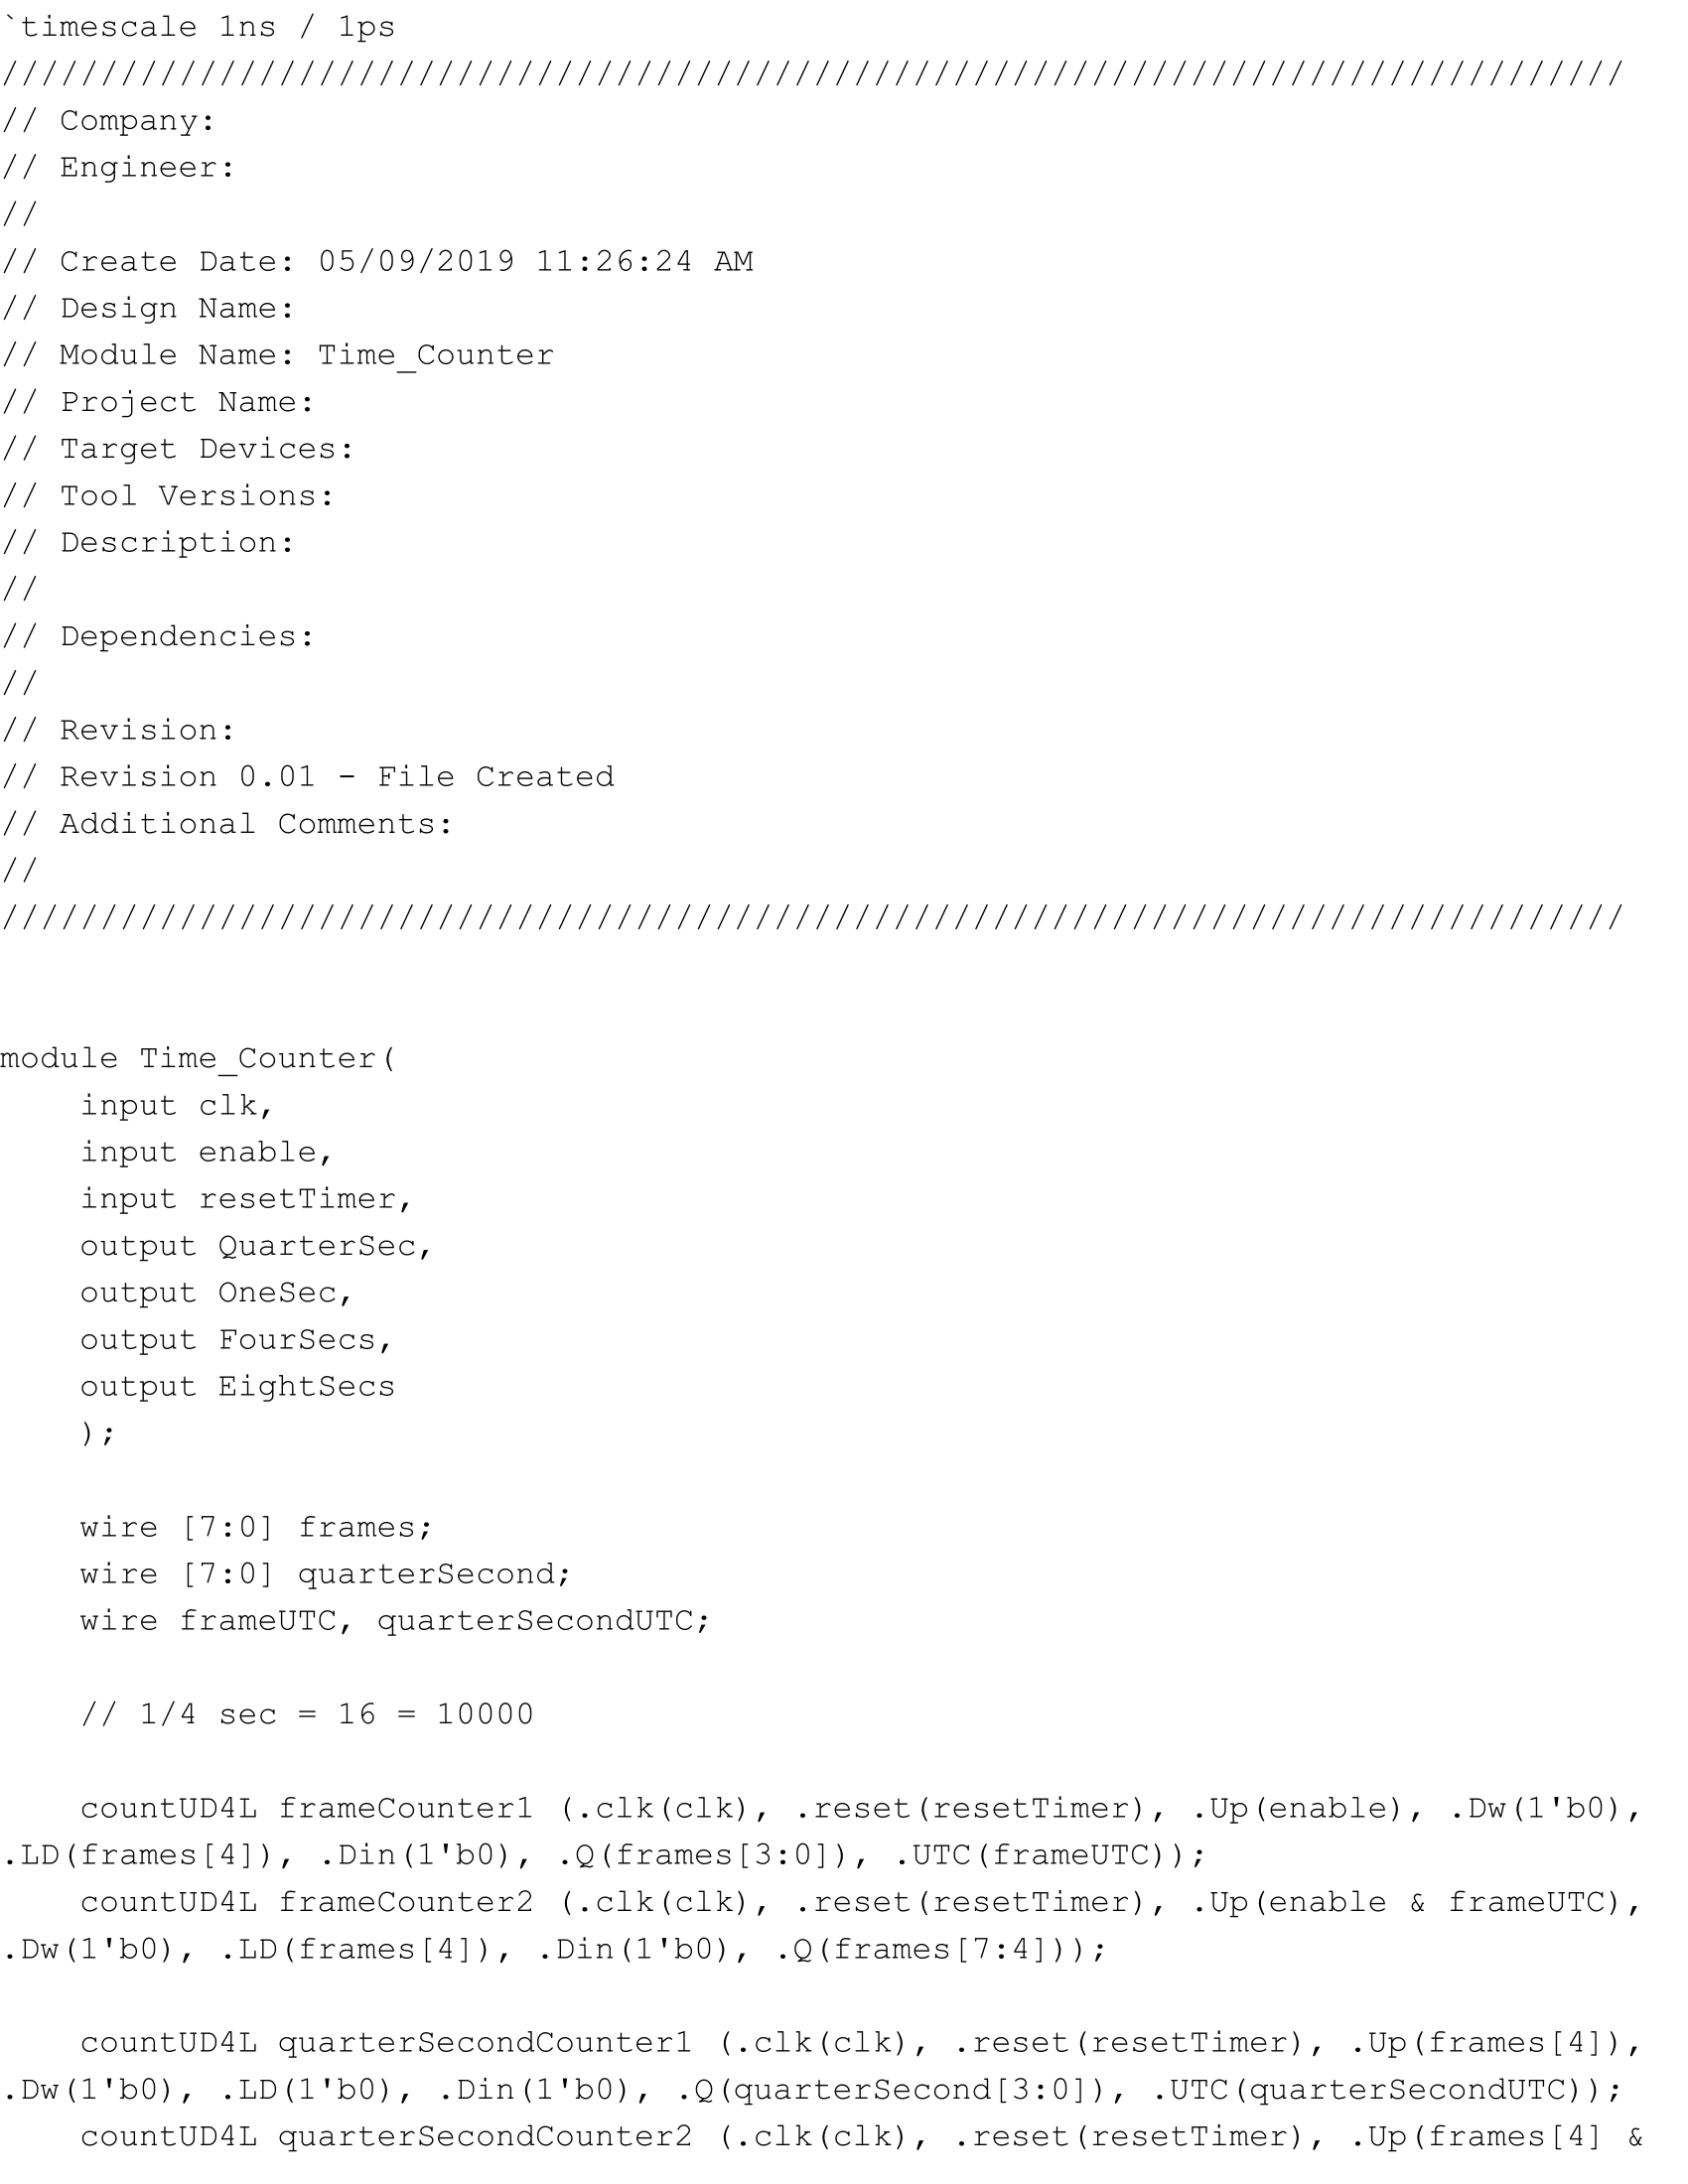 `timescale 1ns / 1ps
//////////////////////////////////////////////////////////////////////////////////
// Company:
// Engineer:
//
// Create Date: 05/09/2019 11:26:24 AM
// Design Name:
// Module Name: Time_Counter
// Project Name:
// Target Devices:
// Tool Versions:
// Description:
//
// Dependencies:
//
// Revision:
// Revision 0.01 - File Created
// Additional Comments:
//
//////////////////////////////////////////////////////////////////////////////////
module Time_Counter(
    input clk,
    input enable,
    input resetTimer,
    output QuarterSec,
    output OneSec,
    output FourSecs,
    output EightSecs
    );
    wire [7:0] frames;
    wire [7:0] quarterSecond;
    wire frameUTC, quarterSecondUTC;
    // 1/4 sec = 16 = 10000
    countUD4L frameCounter1 (.clk(clk), .reset(resetTimer), .Up(enable), .Dw(1'b0),
.LD(frames[4]), .Din(1'b0), .Q(frames[3:0]), .UTC(frameUTC));
    countUD4L frameCounter2 (.clk(clk), .reset(resetTimer), .Up(enable & frameUTC),
.Dw(1'b0), .LD(frames[4]), .Din(1'b0), .Q(frames[7:4]));
    countUD4L quarterSecondCounter1 (.clk(clk), .reset(resetTimer), .Up(frames[4]),
.Dw(1'b0), .LD(1'b0), .Din(1'b0), .Q(quarterSecond[3:0]), .UTC(quarterSecondUTC));
    countUD4L quarterSecondCounter2 (.clk(clk), .reset(resetTimer), .Up(frames[4] &